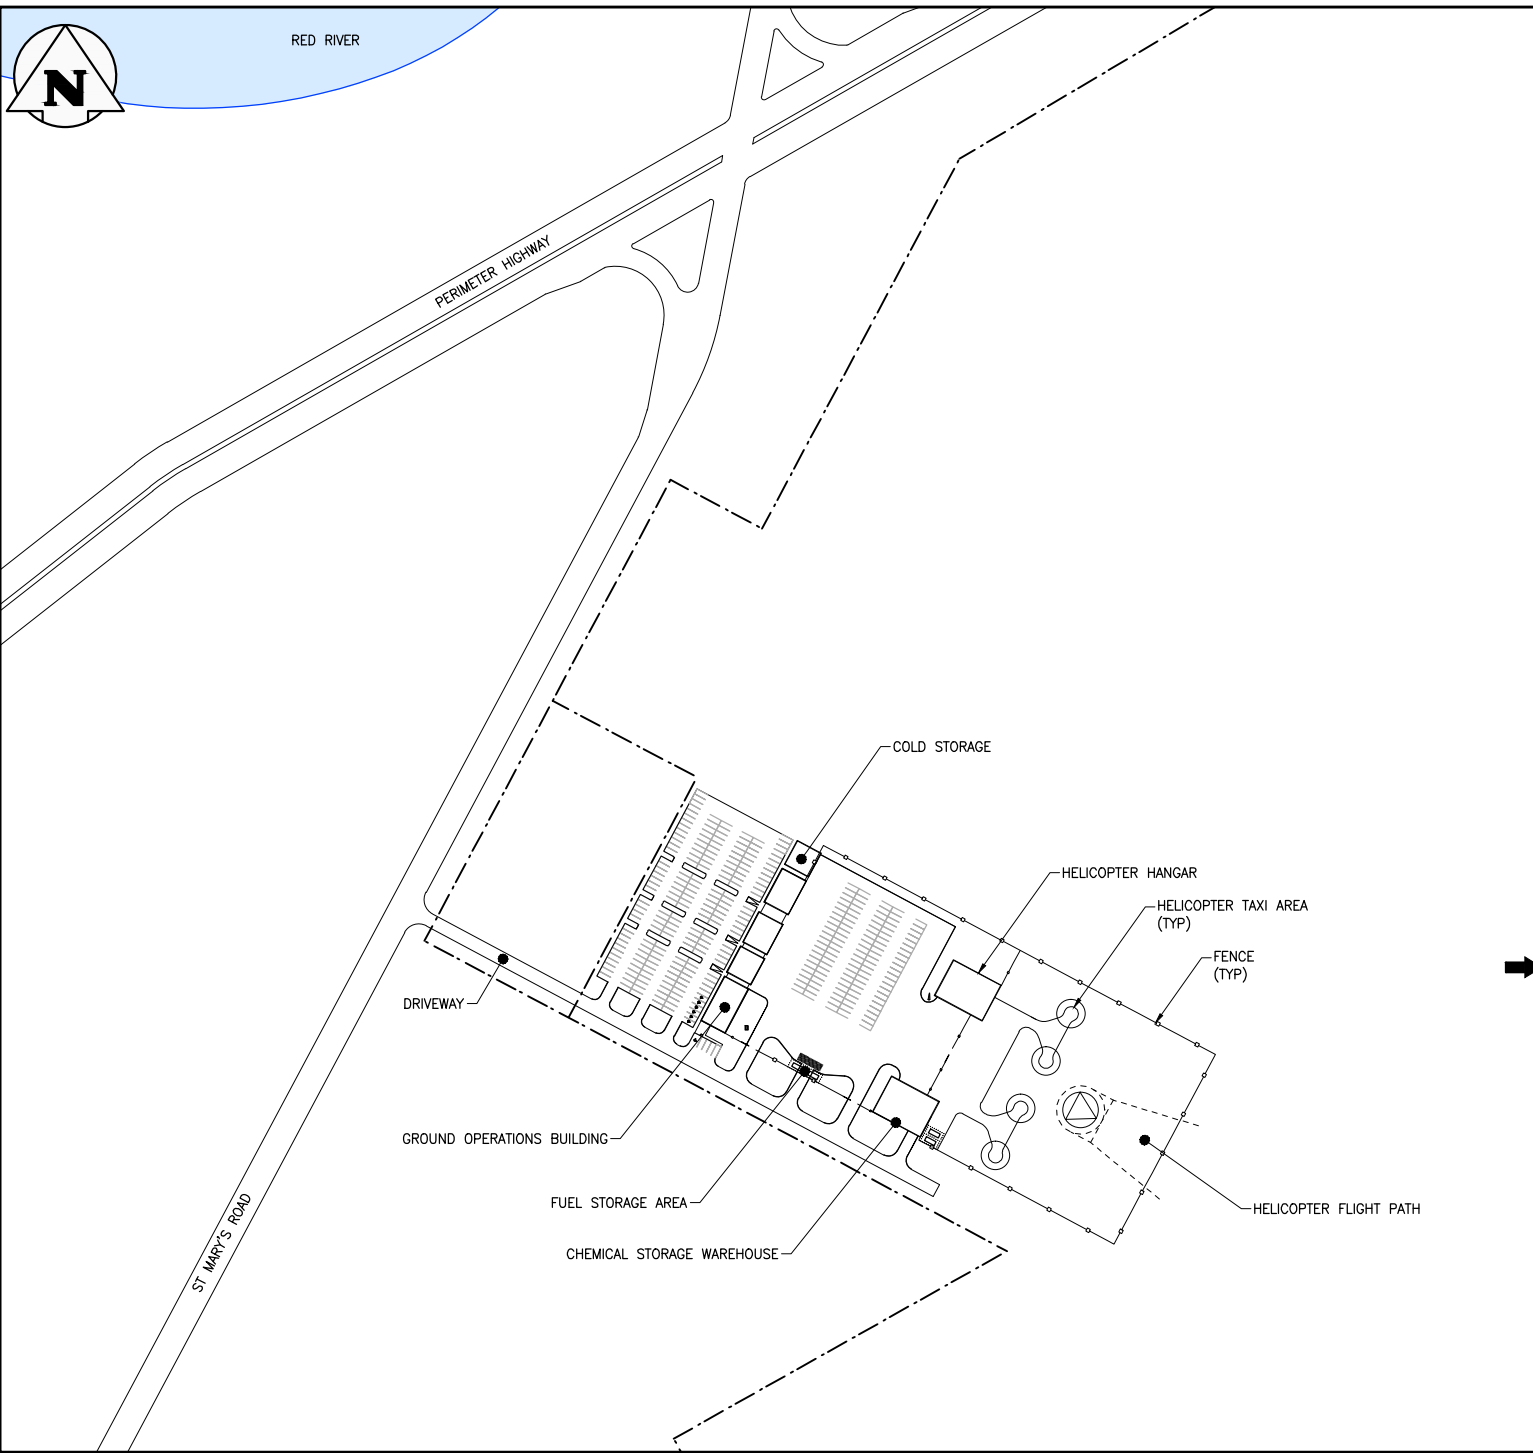 RED RIVER
N
PERIMETER HIGHWAY
COLD STORAGE
HELICOPTER HANGAR
HELICOPTER TAXI AREA
(TYP)
FENCE
(TYP)
DRIVEWAY
GROUND OPERATIONS BUILDING
FUEL STORAGE AREA
HELICOPTER FLIGHT PATH
CHEMICAL STORAGE WAREHOUSE
ST MARY'S ROAD